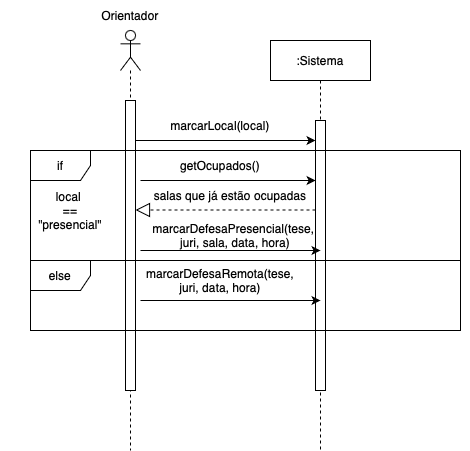 Orientador
:Sistema
marcarLocal(local)
if
getOcupados()
local
==
"presencial"
salas que já estão ocupadas
marcarDefesaPresencial(tese,
juri, sala, data, hora)
else
marcarDefesaRemota(tese,
juri, data, hora)